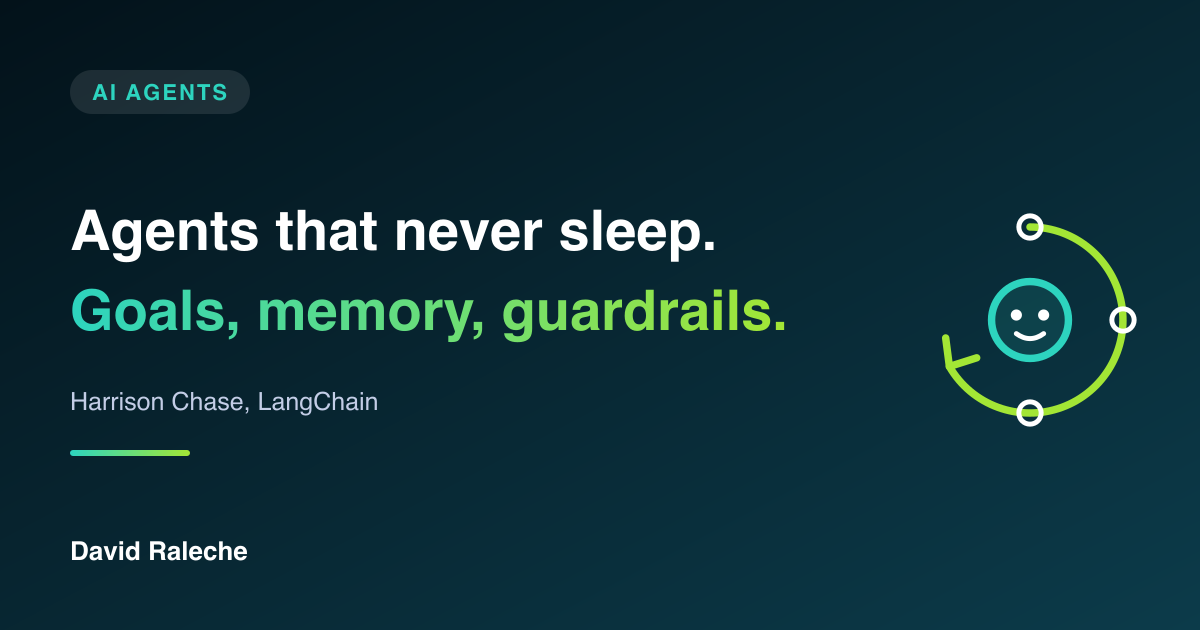 AI AGENTS
Agents that never sleep.
Goals, memory, guardrails.
Harrison Chase, LangChain
David Raleche